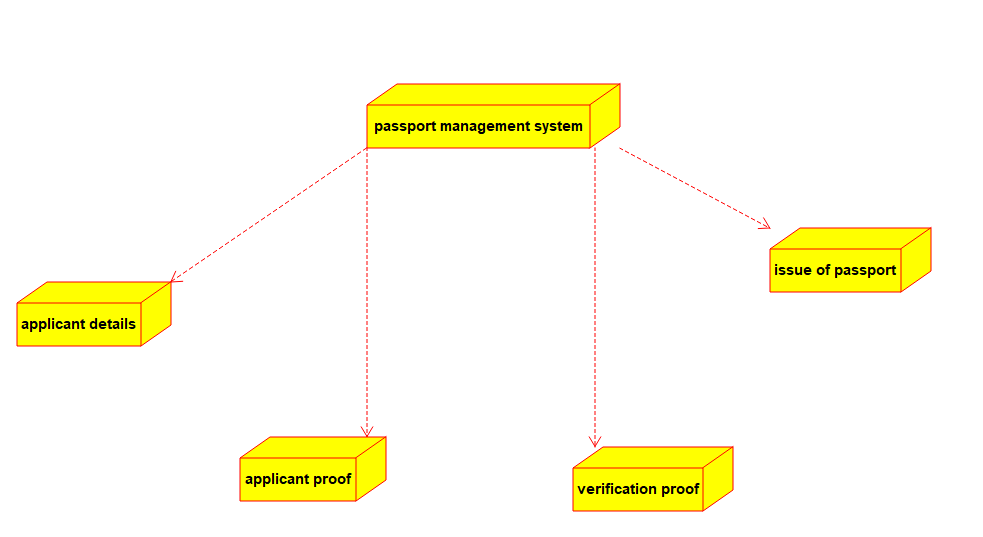 passport management system
issue of passport
applicant details
applicant proof
verification proof